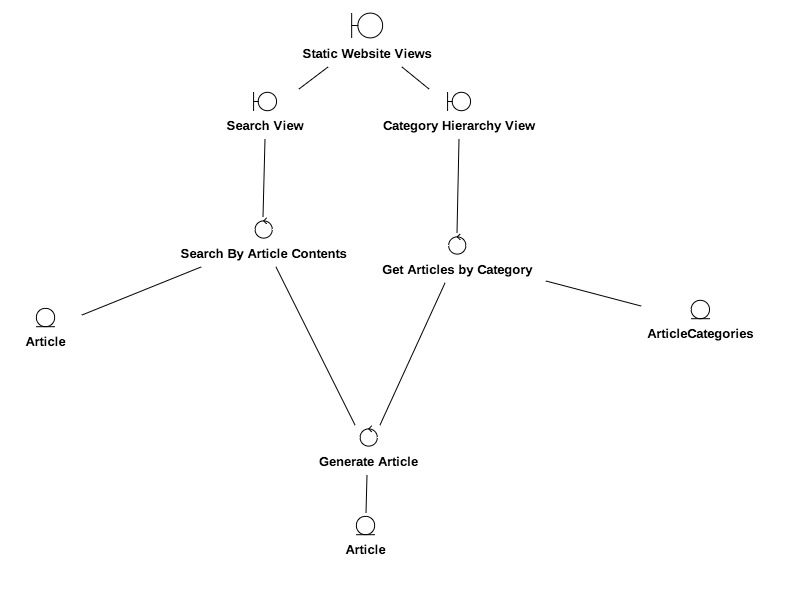 Static Website Views
Search View
Category Hierarchy View
Search By Article Contents
Get Articles by Category
Article
ArticleCategories
Generate Article
Article